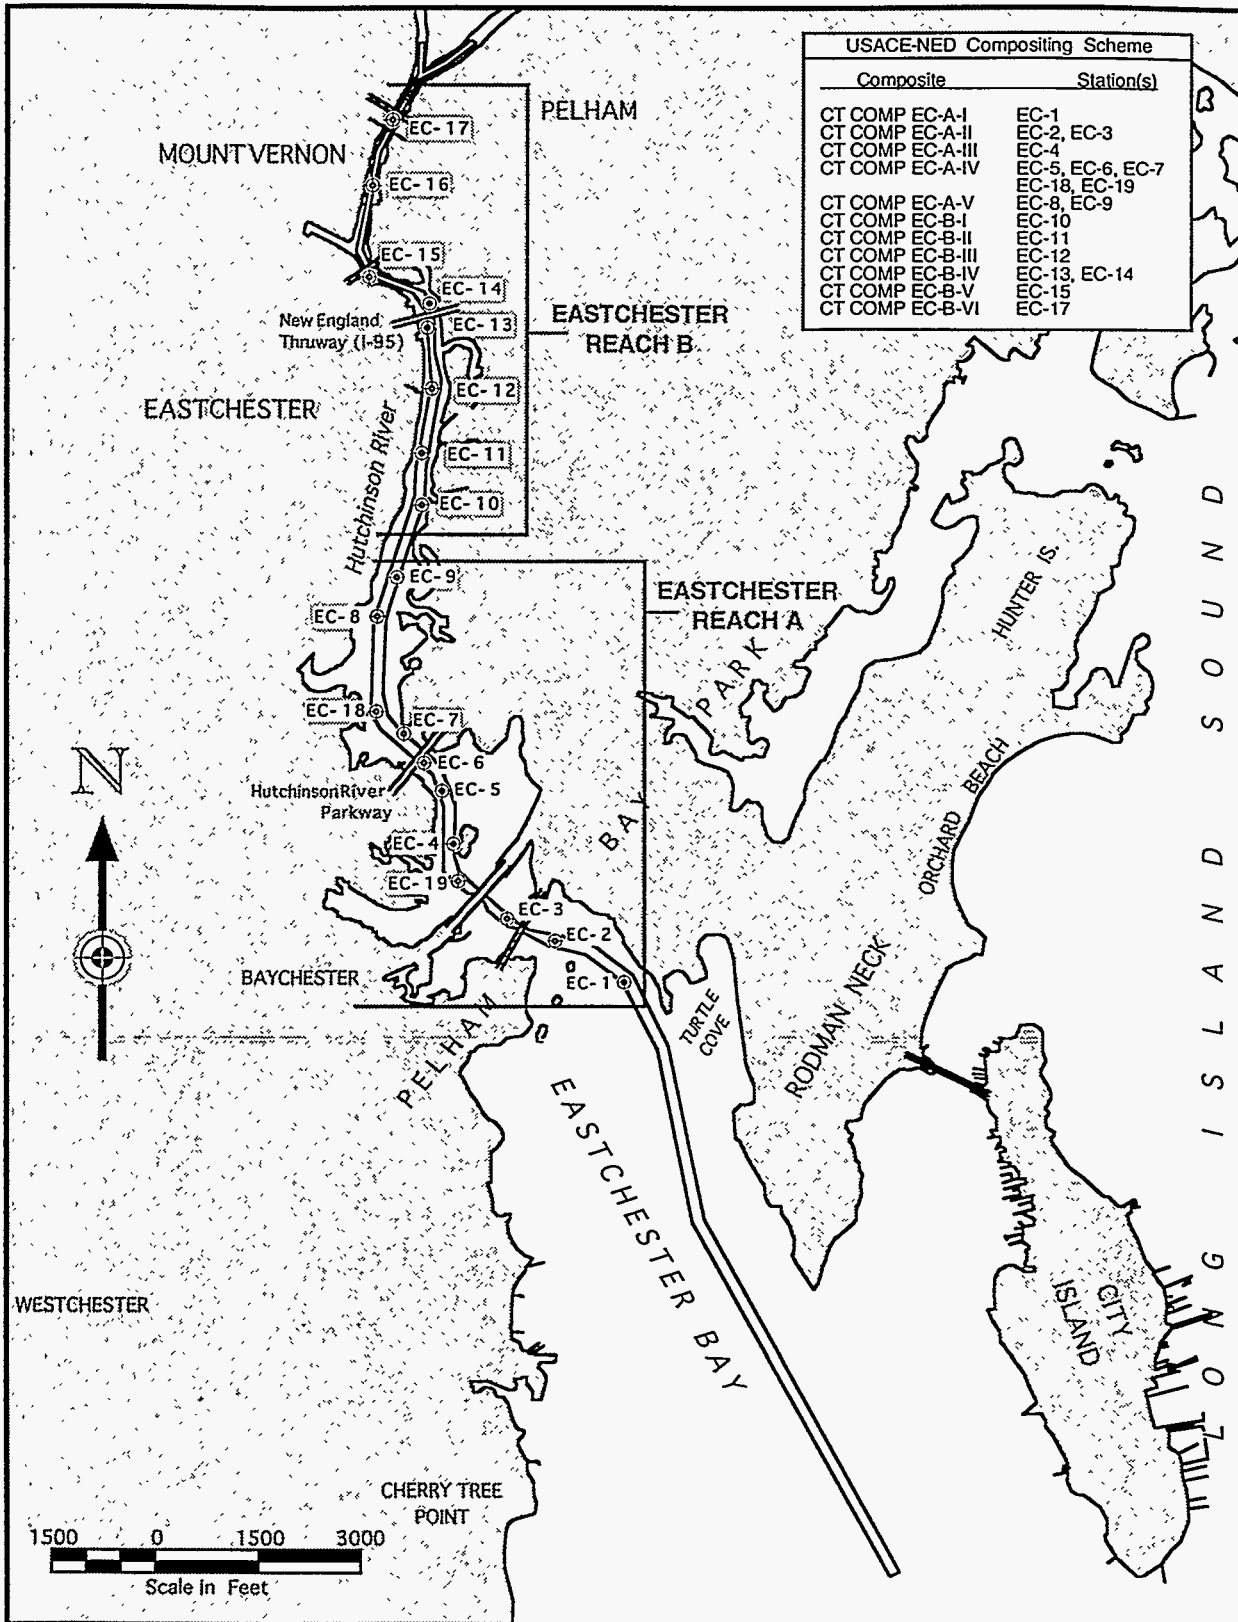 USACE-NED Compositing Scheme
Composite Station(s)
CT COMP EC-A-I EC-1
CT COMP EC-A-II EC-2, EC-3
CT COMP EC-A-III EC-4
CT COMP EC-A-IV EC-5, EC-6, EC-7
EC-18, EC-19
CT COMP EC-A-V EC-8, EC-9
CT COMP EC-B-I EC-10
CT COMP EC-B-II EC-11
CT COMP EC-B-III EC-12
CT COMP EC-B-IV EC-13, EC-14
CT COMP EC-B-V EC-15
CT COMP EC-B-VI EC-17
PELHAM
EC-17
MOUNT VERNON
EC-16
EC-15
EC-14
New England
Thruway (I-95)
EC-13
EASTCHESTER
REACH B
EC-12
EASTCHESTER
Hutchinson River
EC-11
EC-10
EC-9
EC-8
EASTCHESTER
REACH A
HUNTER IS.
PARK
EC-18
EC-7
EC-6
N
Hutchinson River
Parkway
EC-5
BAY
ORCHARD BEACH
EC-4
EC-19
EC-3
EC-2
EC-1
BAYCHESTER
PELHAM
TURTLE
COVE
RODMAN NECK
EASTCHESTER BAY
LONG ISLAND SOUND
CITY
ISLAND
WESTCHESTER
CHERRY TREE
POINT
1500 0 1500 3000
Scale in Feet